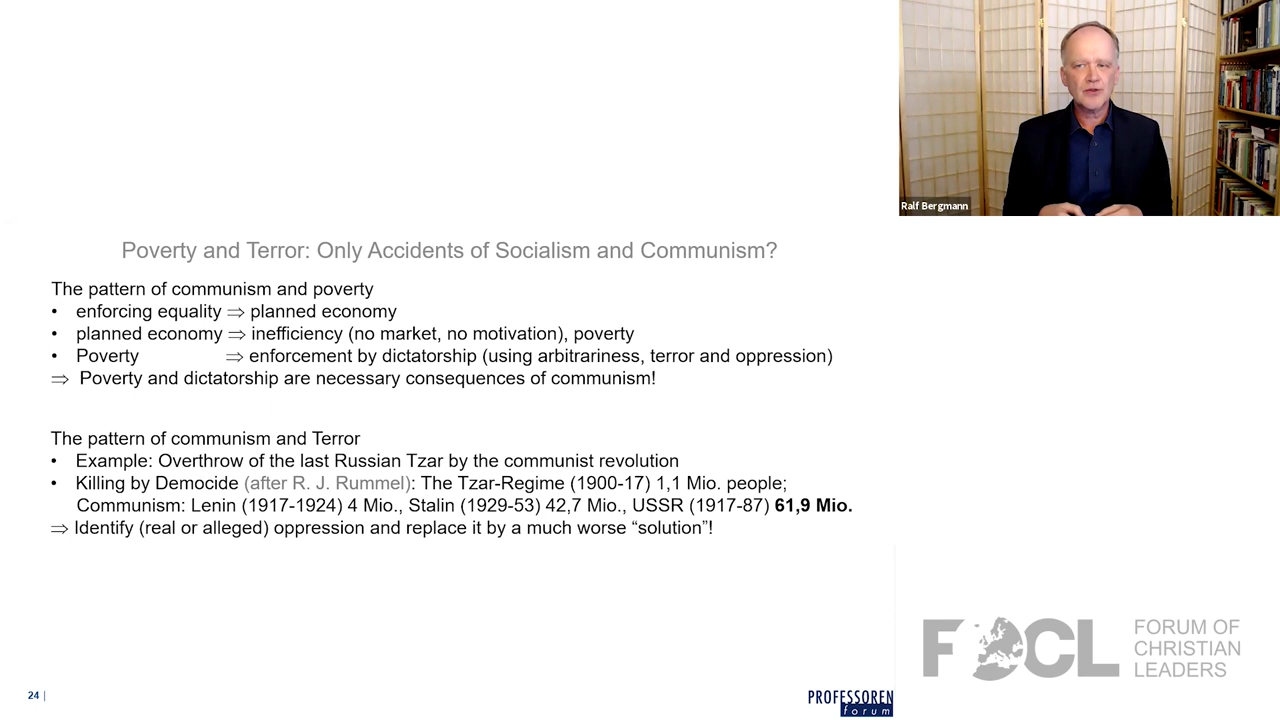 Ralf Bergmann
Poverty and Terror: Only Accidents of Socialism and Communism?
The pattern of communism and poverty
• enforcing equality ⇒ planned economy
• planned economy ⇒ inefficiency (no market, no motivation), poverty
• Poverty ⇒ enforcement by dictatorship (using arbitrariness, terror and oppression)
⇒ Poverty and dictatorship are necessary consequences of communism!
The pattern of communism and Terror
• Example: Overthrow of the last Russian Tzar by the communist revolution
• Killing by Democide (after R. J. Rummel): The Tzar-Regime (1900-17) 1,1 Mio. people;
Communism: Lenin (1917-1924) 4 Mio., Stalin (1929-53) 42,7 Mio., USSR (1917-87) 61,9 Mio.
⇒ Identify (real or alleged) oppression and replace it by a much worse “solution”!
24 |
PROFESSOREN
forum
FOCL
FORUM OF
CHRISTIAN
LEADERS